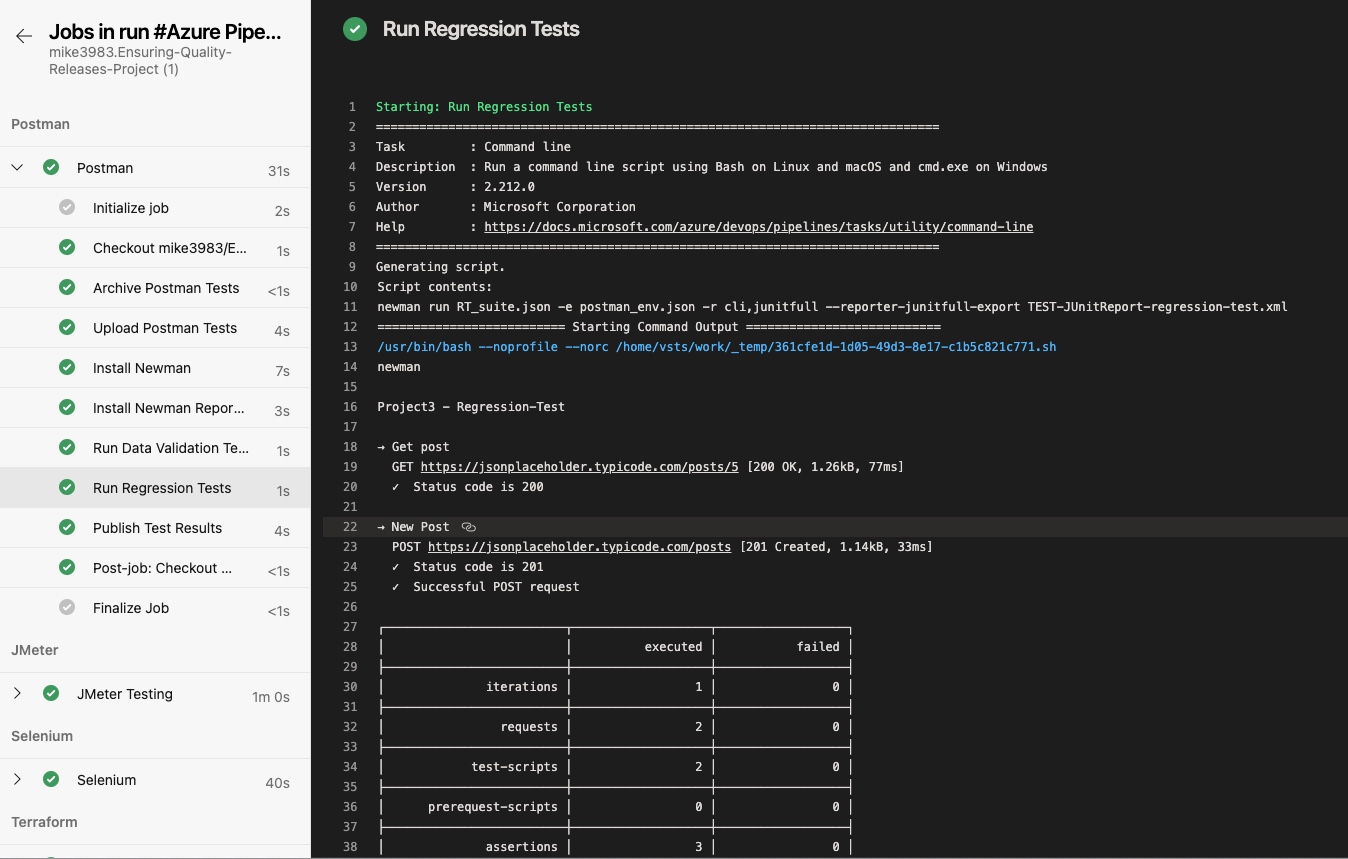 Jobs in run #Azure Pipe...
mike3983.Ensuring-Quality-
Releases-Project (1)
Postman
Postman 31s
Initialize job 2s
Checkout mike3983/E... 1s
Archive Postman Tests <1s
Upload Postman Tests 4s
Install Newman 7s
Install Newman Repor... 3s
Run Data Validation Te... 1s
Run Regression Tests 1s
Publish Test Results 4s
Post-job: Checkout ... <1s
Finalize Job <1s
JMeter
JMeter Testing 1m 0s
Selenium
Selenium 40s
Terraform
Run Regression Tests
1 Starting: Run Regression Tests
2 ==============================================================================
3 Task : Command line
4 Description : Run a command line script using Bash on Linux and macOS and cmd.exe on Windows
5 Version : 2.212.0
6 Author : Microsoft Corporation
7 Help : https://docs.microsoft.com/azure/devops/pipelines/tasks/utility/command-line
8 ==============================================================================
9 Generating script.
10 Script contents:
11 newman run RT_suite.json -e postman_env.json -r cli,junitfull --reporter-junitfull-export TEST-JUnitReport-regression-test.xml
12 ========================== Starting Command Output ===========================
13 /usr/bin/bash --noprofile --norc /home/vsts/work/_temp/361cfe1d-1d05-49d3-8e17-c1b5c821c771.sh
14 newman
15
16 Project3 - Regression-Test
17
18 → Get post
19 GET https://jsonplaceholder.typicode.com/posts/5 [200 OK, 1.26kB, 77ms]
20 ✓ Status code is 200
21
22 → New Post
23 POST https://jsonplaceholder.typicode.com/posts [201 Created, 1.14kB, 33ms]
24 ✓ Status code is 201
25 ✓ Successful POST request
26
27
28 executed failed
29
30 iterations 1 0
31
32 requests 2 0
33
34 test-scripts 2 0
35
36 prerequest-scripts 0 0
37
38 assertions 3 0